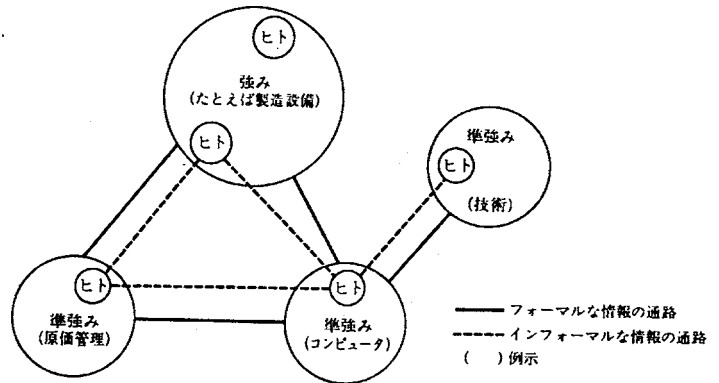 ヒト
強み
(たとえば製造設備)
ヒト
準強み
ヒト
(技術)
ヒト
準強み
(原価管理)
ヒト
準強み
(コンピュータ)
フォーマルな情報の通路
インフォーマルな情報の通路
(　)例示